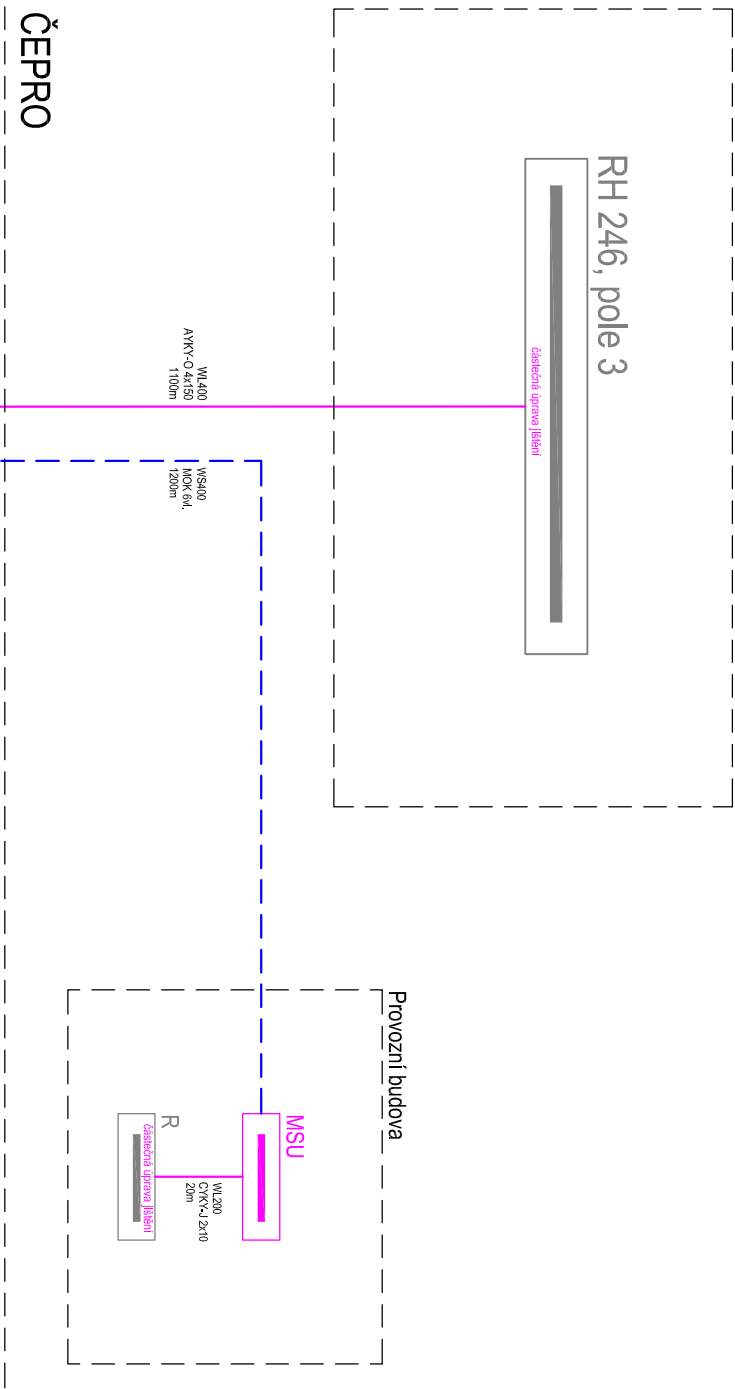 RH 246, pole 3
částečná úprava jištění
Provozní budova
MSU
WL200
CYKY-J 2x10
20m
R
částečná úprava jištění
WL400
AYKY-O 4x150
1100m
WS400
MOK 6vl.
1200m
ČEPRO